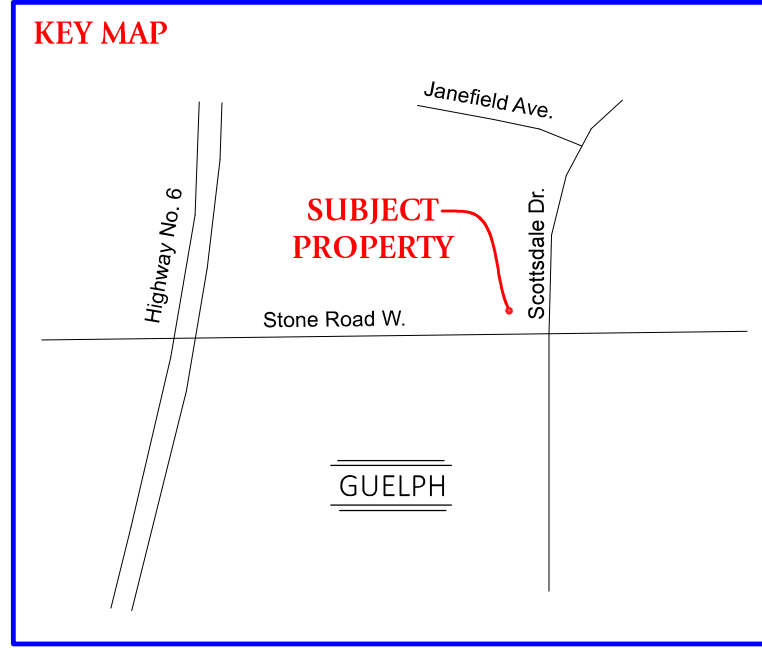 KEY MAP
Janefield Ave.
Highway No. 6
SUBJECT
PROPERTY
Scottsdale Dr.
Stone Road W.
GUELPH